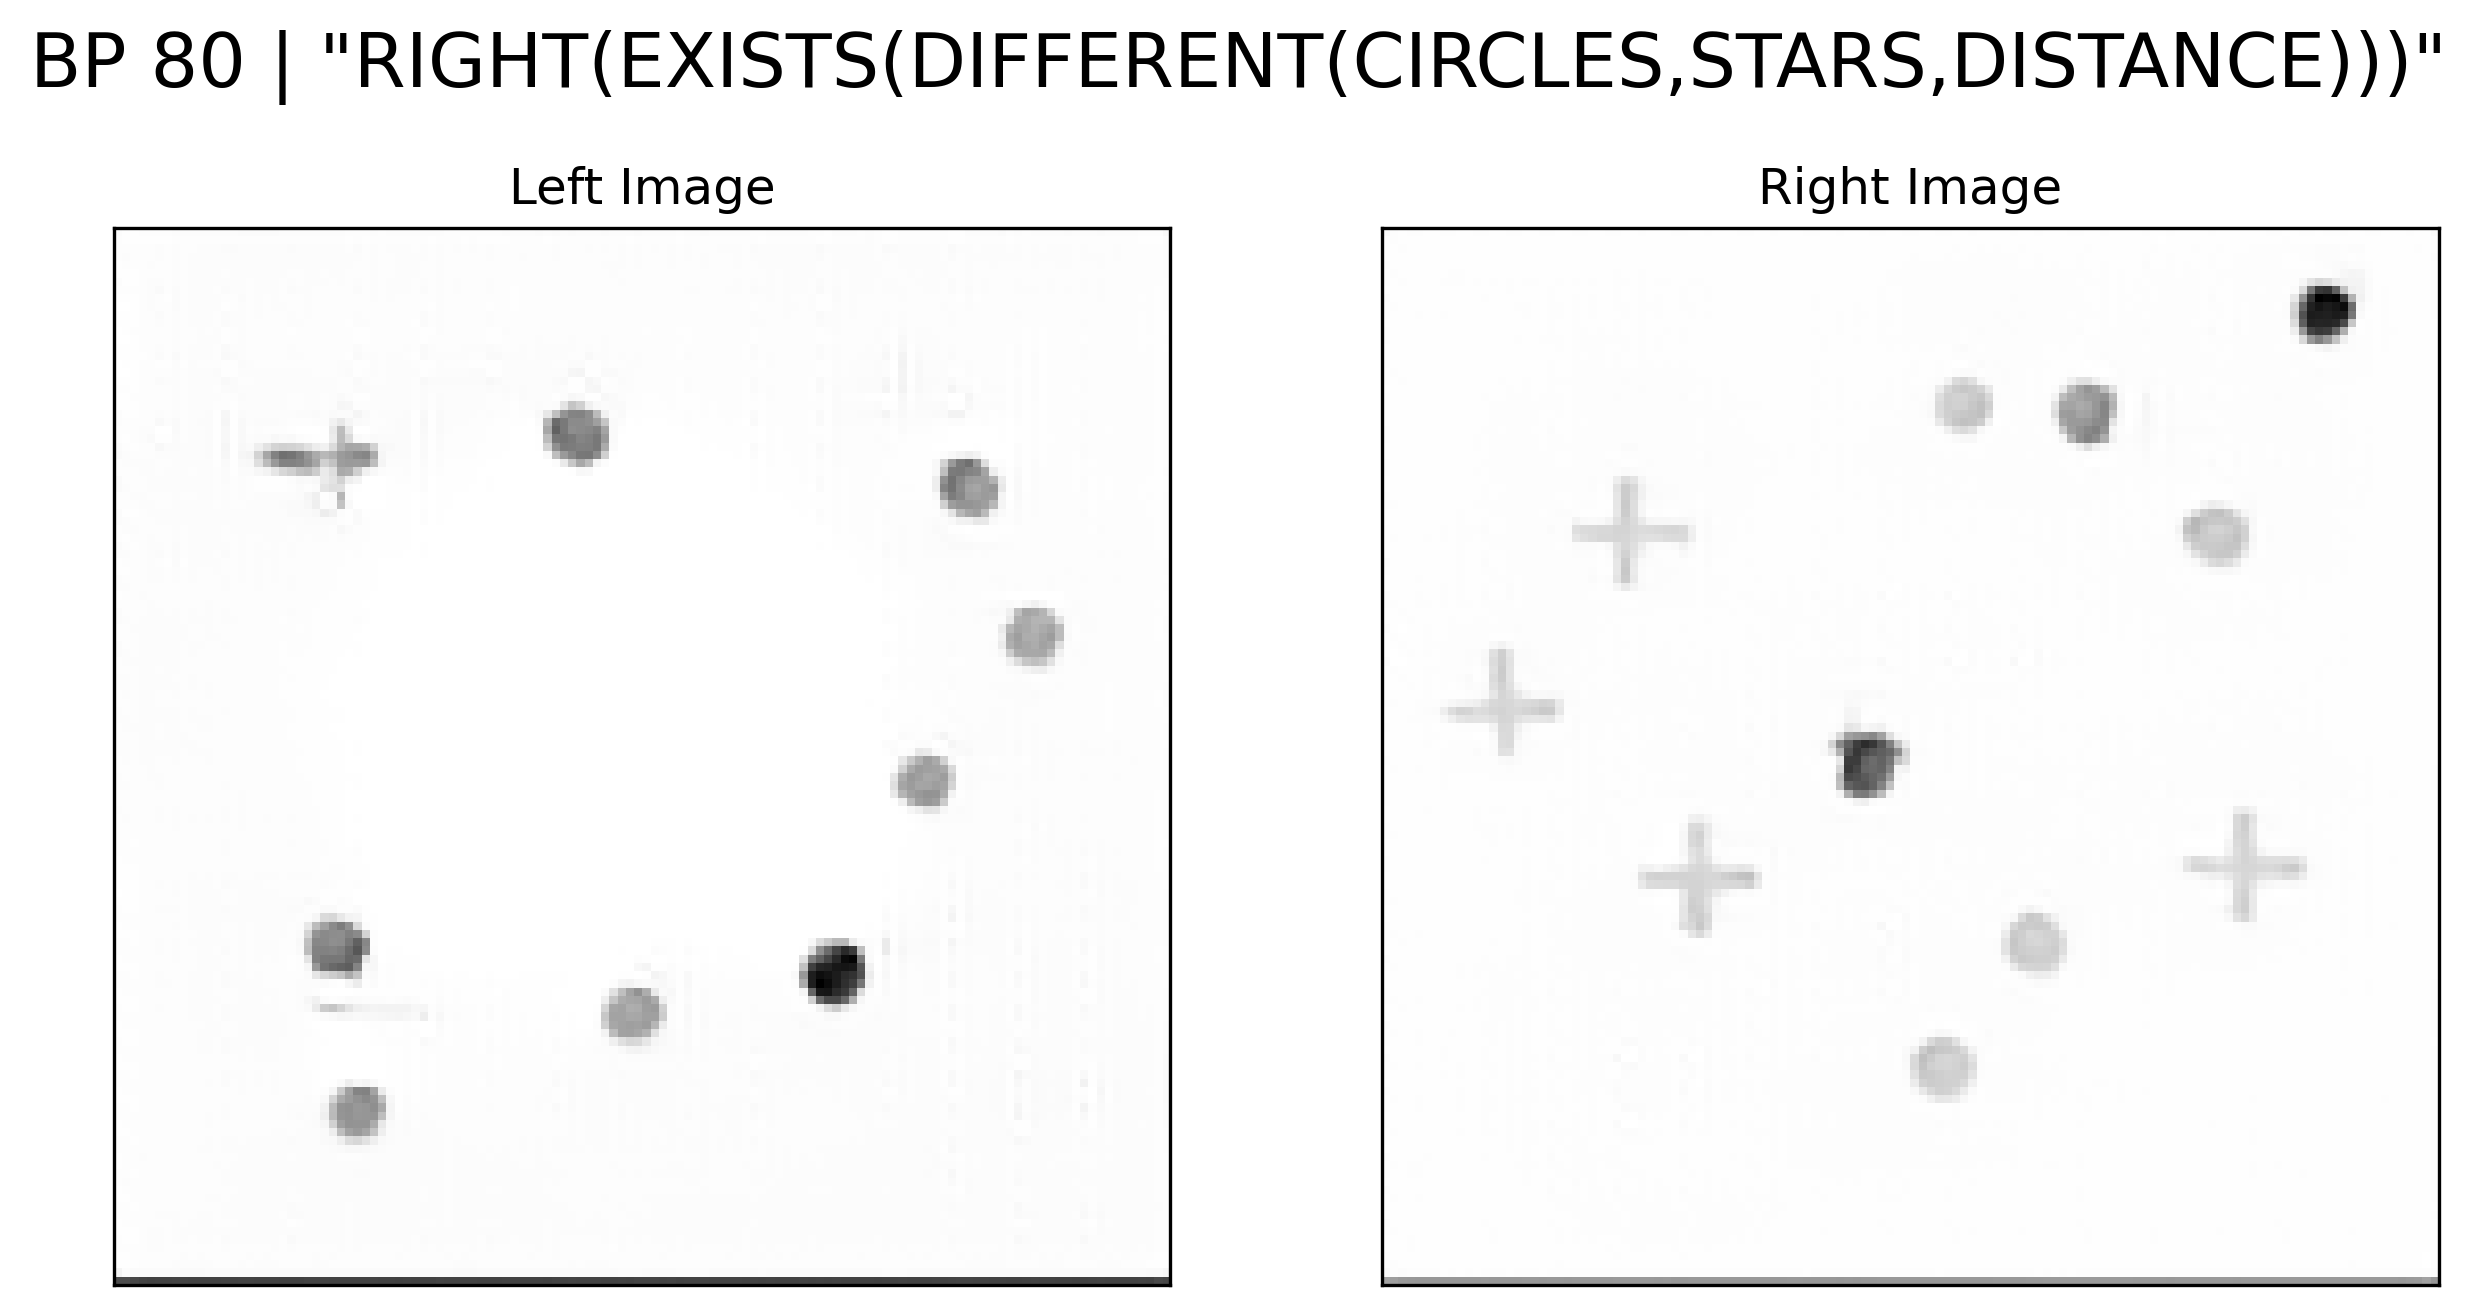 BP 80 | "RIGHT(EXISTS(DIFFERENT(CIRCLES,STARS,DISTANCE)))"
Left Image
Right Image